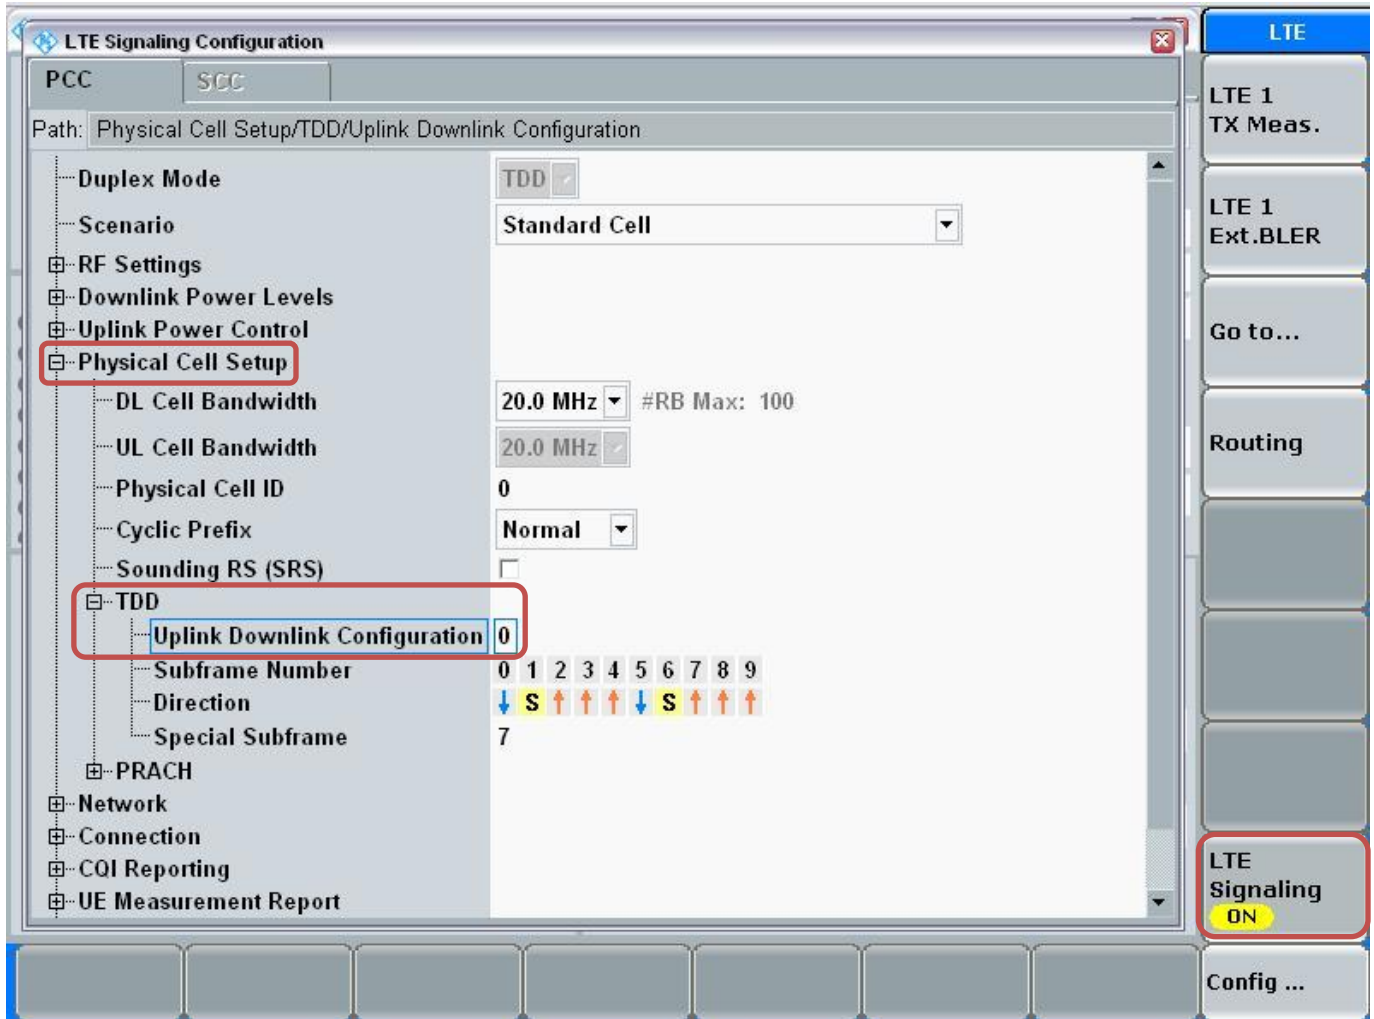 LTE Signaling Configuration
LTE
PCC
SCC
Path: Physical Cell Setup/TDD/Uplink Downlink Configuration
LTE 1
TX Meas.
Duplex Mode TDD
Scenario Standard Cell
LTE 1
Ext.BLER
RF Settings
Downlink Power Levels
Uplink Power Control
Go to...
Physical Cell Setup
DL Cell Bandwidth 20.0 MHz #RB Max: 100
UL Cell Bandwidth 20.0 MHz
Routing
Physical Cell ID 0
Cyclic Prefix Normal
Sounding RS (SRS)
TDD
Uplink Downlink Configuration 0
Subframe Number 0 1 2 3 4 5 6 7 8 9
Direction ↓ S ↑ ↑ ↑ ↓ S ↑ ↑ ↑
Special Subframe 7
PRACH
Network
Connection
CQI Reporting
UE Measurement Report
LTE
Signaling
ON
Config ...